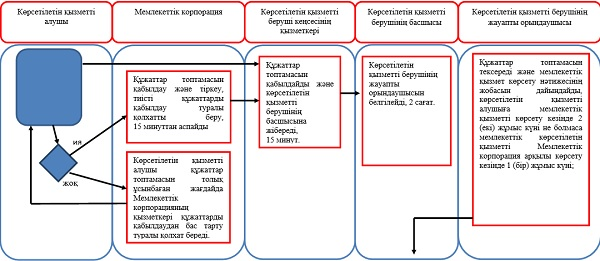 Көрсетілетін қызметті
алушы
Мемлекеттік корпорация
Көрсетілетін қызметті
беруші кеңсесінің
қызметкері
Көрсетілетін қызметті
берушінің басшысы
Көрсетілетін қызметті берушінің
жауапты орындаушысы
ия
жоқ
Құжаттар топтамасын
қабылдау және тіркеу,
тиісті құжаттарды
қабылдау туралы
қолхатты беру,
15 минуттан аспайды
Көрсетілетін қызметті
алушы құжаттар
топтамасын толық
ұсынбаған жағдайда
Мемлекеттік
корпорацияның
қызметкері құжаттарды
қабылдаудан бас тарту
туралы қолхат береді.
Құжаттар
топтамасын
қабылдайды және
көрсетілетін
қызметті
берушінің
басшысына
жібереді,
15 минут.
Көрсетілетін
қызметті берушінің
жауапты
орындаушысын
белгілейді, 2 сағат.
Құжаттар топтамасын
тексереді және мемлекеттік
қызмет көрсету нәтижесінің
жобасын дайындайды,
көрсетілетін қызметті
алушыға мемлекеттік
қызметті көрсету кезінде 2
(екі) жұмыс күні не болмаса
мемлекеттік көрсетілетін
қызметті Мемлекеттік
корпорация арқылы көрсету
кезінде 1 (бір) жұмыс күні;